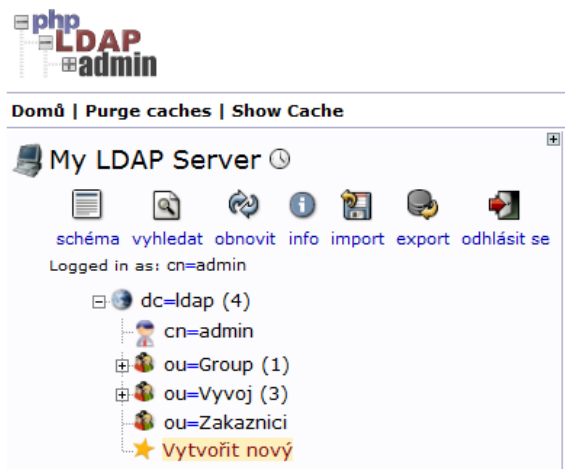 php
LDAP
admin
Domů | Purge caches | Show Cache
My LDAP Server
schéma vyhledat obnovit info import export odhlásit se
Logged in as: cn=admin
dc=ldap (4)
cn=admin
ou=Group (1)
ou=Vyvoj (3)
ou=Zakaznici
Vytvořit nový